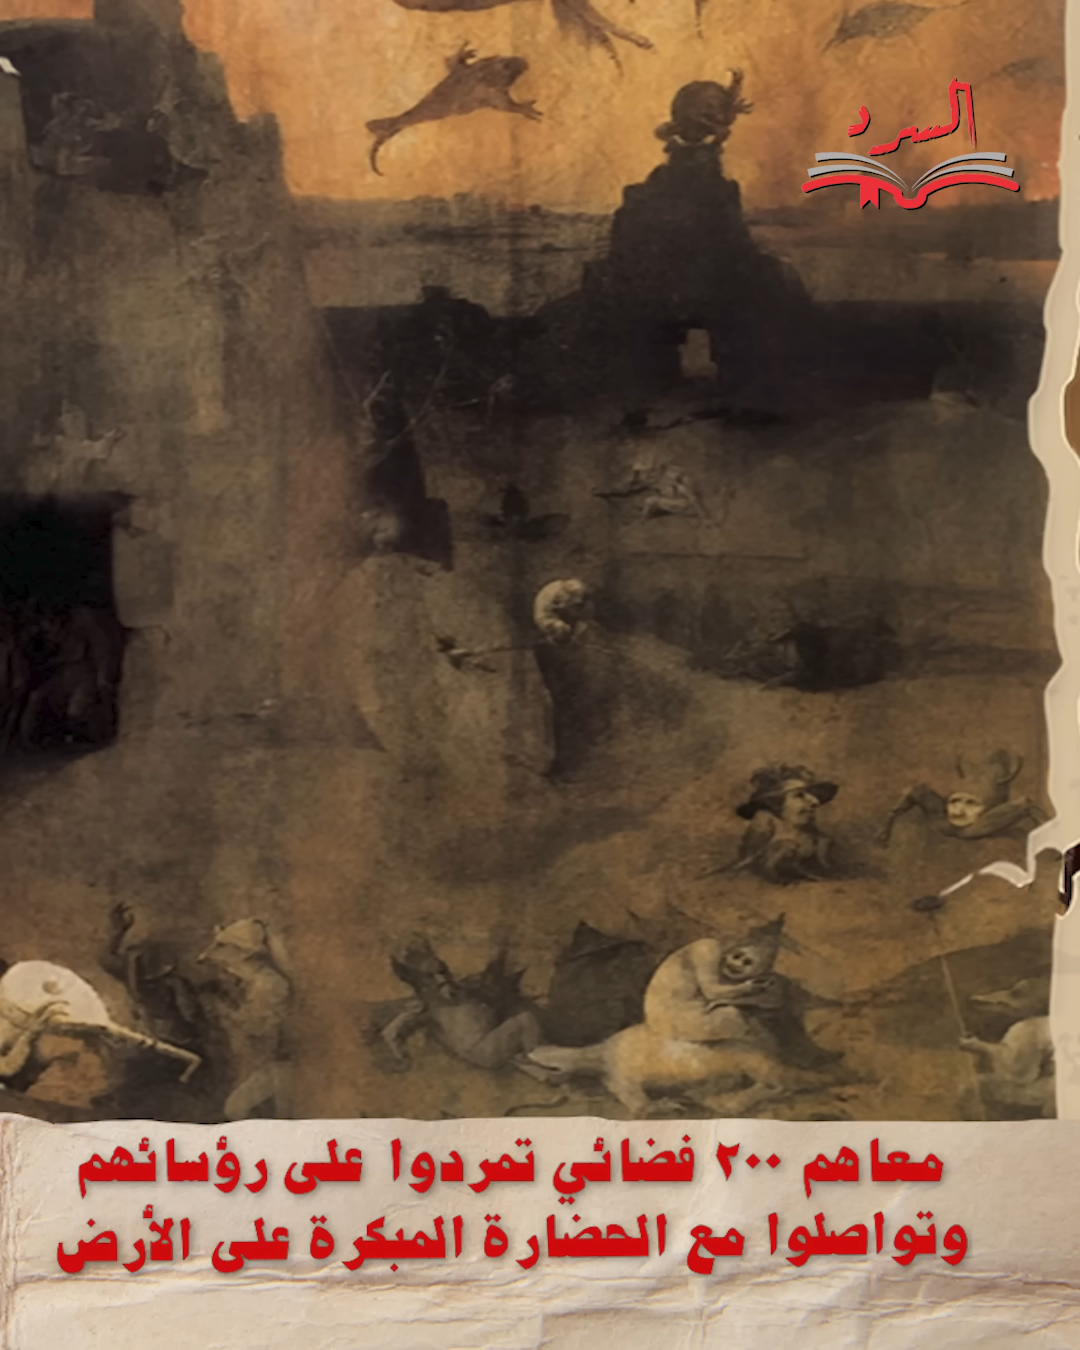 السرد
معاهم ٢٠٠ فضائي تمردوا على رؤسائهم
وتواصلوا مع الحضارة المبكرة على الأرض